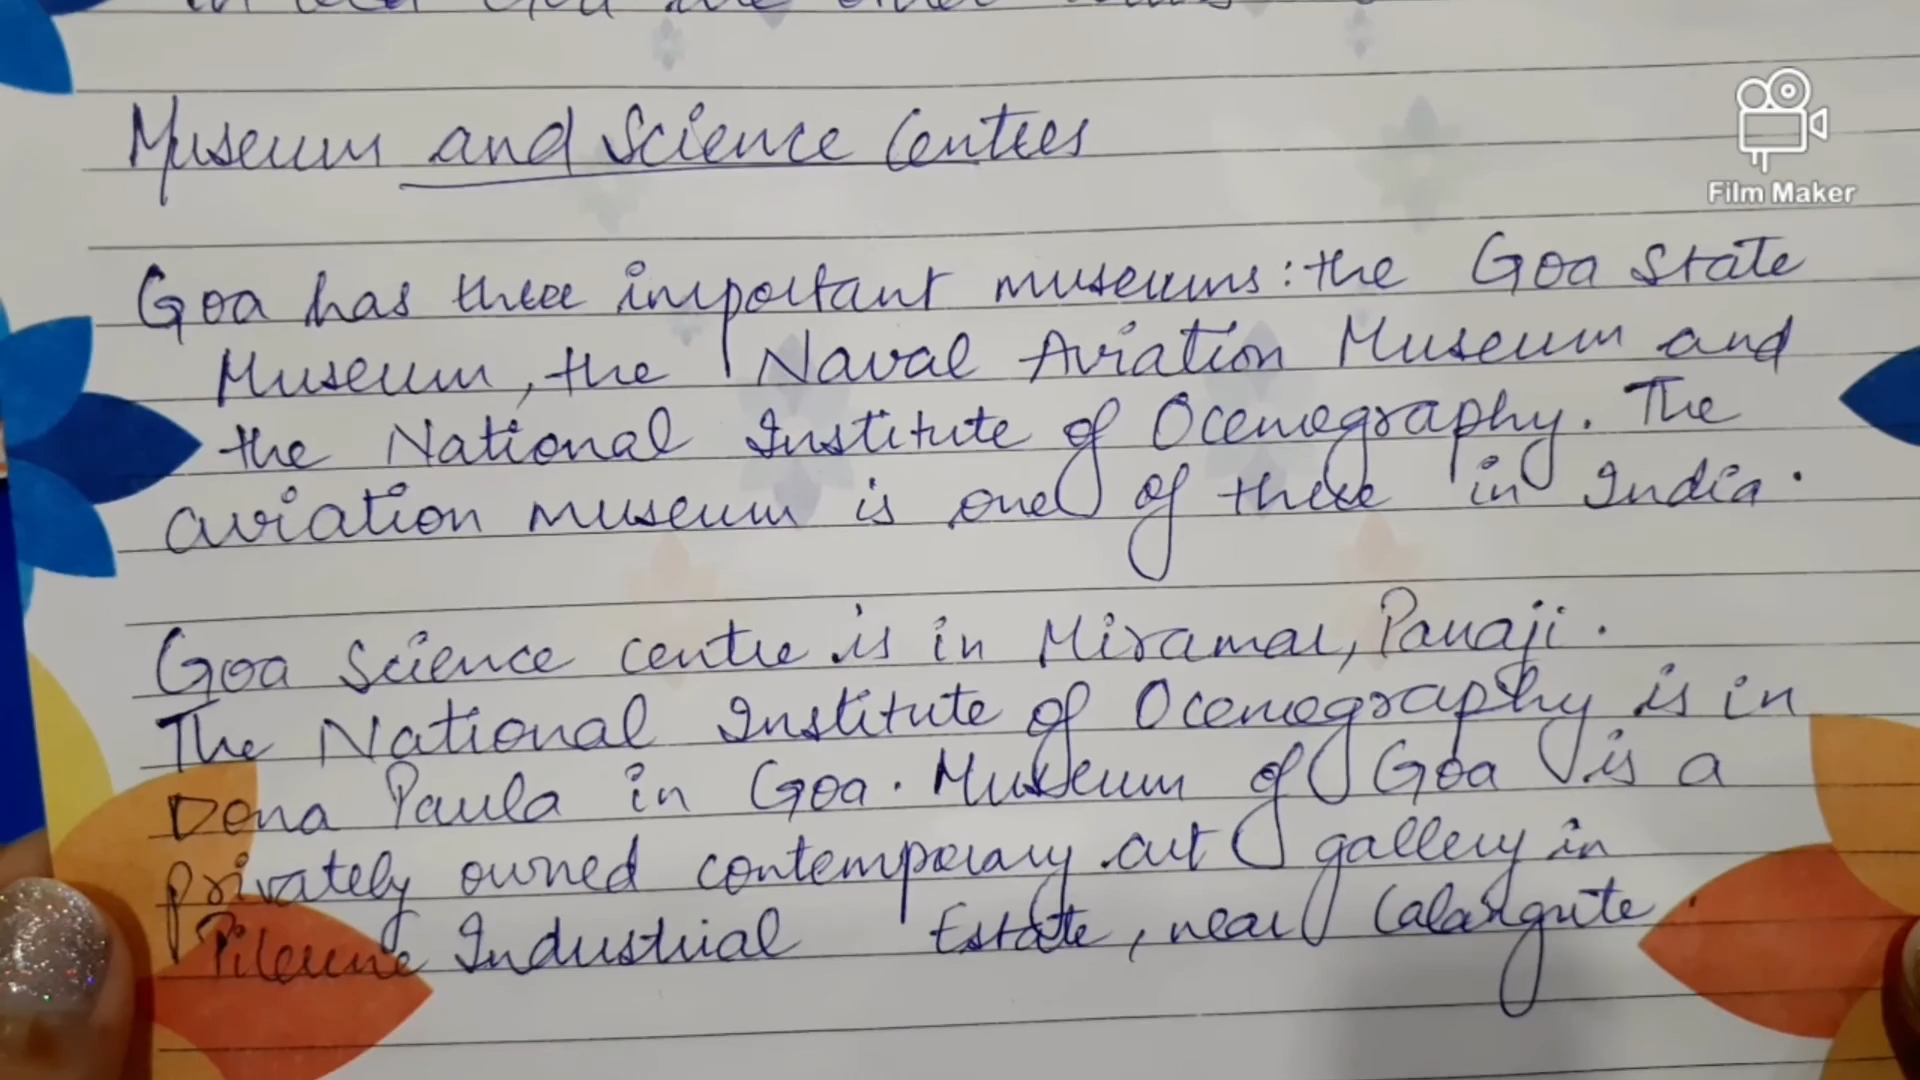 Museum and Science Centres
Film Maker
Goa has three important museums: the Goa State
Museum, the Naval Aviation Museum and
the National Institute of Ocenography. The
aviation museum is one of three in India.
Goa Science centre is in Miramar, Panaji.
The National Institute of Ocenography is in
Dona Paula in Goa. Museum of Goa is a
privately owned contemporary art gallery in
Pilerne Industrial Estate, near Calangute.